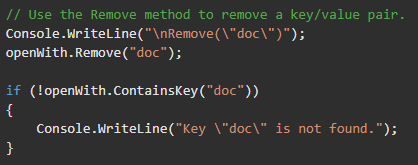 // Use the Remove method to remove a key/value pair.
Console.WriteLine("\nRemove(\"doc\")");
openWith.Remove("doc");

if (!openWith.ContainsKey("doc"))
{
    Console.WriteLine("Key \"doc\" is not found.");
}